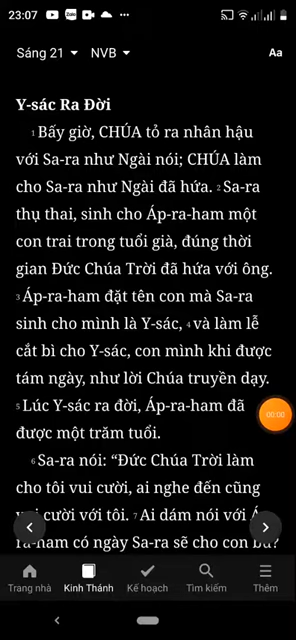 23:07
Sáng 21 NVB Aa
Y-sác Ra Đời
1 Bấy giờ, CHÚA tỏ ra nhân hậu
với Sa-ra như Ngài nói; CHÚA làm
cho Sa-ra như Ngài đã hứa. 2 Sa-ra
thụ thai, sinh cho Áp-ra-ham một
con trai trong tuổi già, đúng thời
gian Đức Chúa Trời đã hứa với ông.
3 Áp-ra-ham đặt tên con mà Sa-ra
sinh cho mình là Y-sác, 4 và làm lễ
cắt bì cho Y-sác, con mình khi được
tám ngày, như lời Chúa truyền dạy.
5 Lúc Y-sác ra đời, Áp-ra-ham đã
00:00
được một trăm tuổi.
6 Sa-ra nói: “Đức Chúa Trời làm
cho tôi vui cười, ai nghe đến cũng
cười với tôi. 7 Ai dám nói với
ra-ham có ngày Sa-ra sẽ cho con bú?
Trang nhà Kinh Thánh Kế hoạch Tìm kiếm Thêm